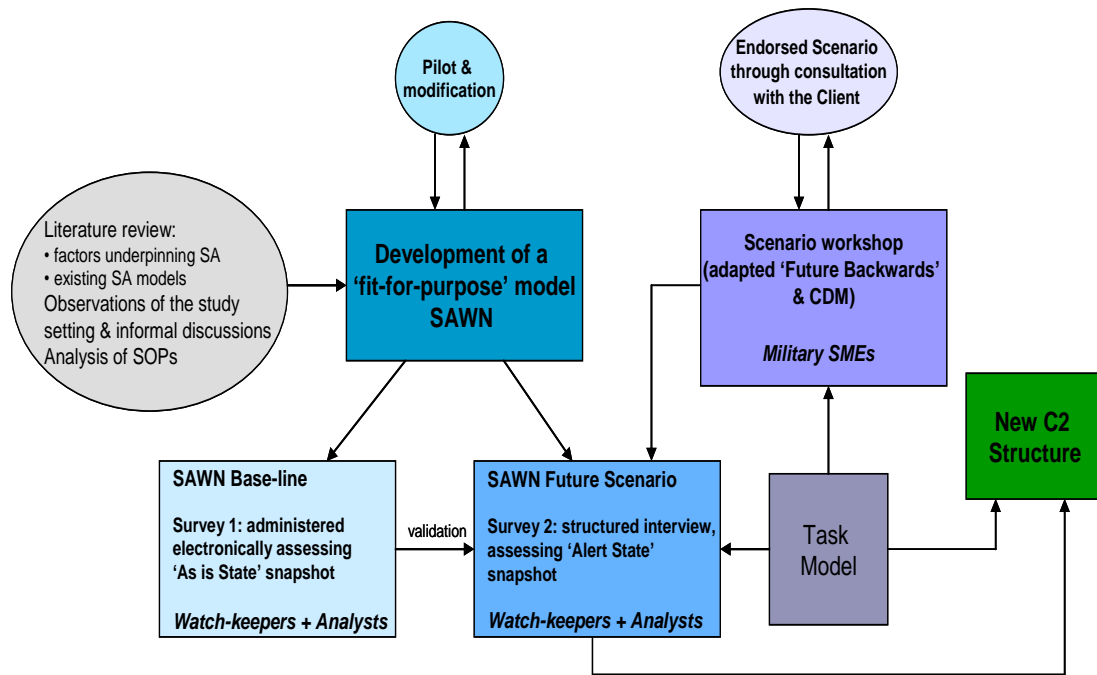 Pilot &
modification
Endorsed Scenario
through consultation
with the Client
Literature review:
• factors underpinning SA
• existing SA models
Observations of the study
setting & informal discussions
Analysis of SOPs
Development of a
‘fit-for-purpose’ model
SAWN
Scenario workshop
(adapted ‘Future Backwards’
& CDM)
Military SMEs
New C2
Structure
SAWN Base-line
Survey 1: administered
electronically assessing
‘As is State’ snapshot
Watch-keepers + Analysts
validation
SAWN Future Scenario
Survey 2: structured interview,
assessing ‘Alert State’
snapshot
Watch-keepers + Analysts
Task
Model